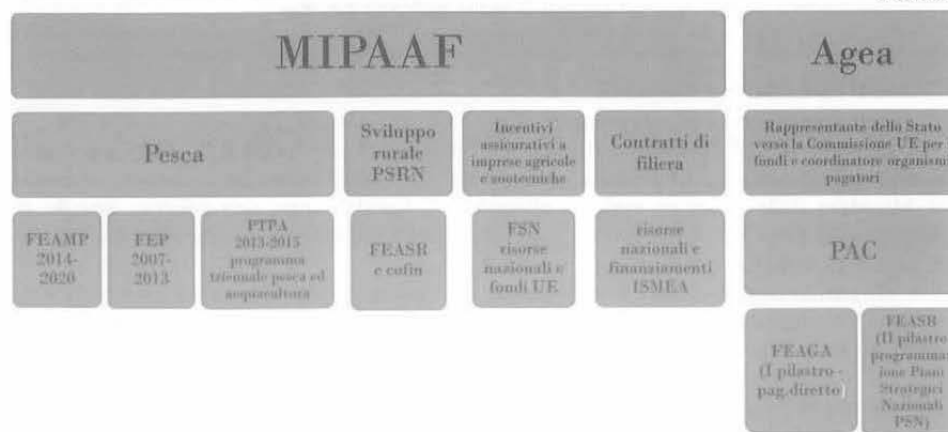 MIPAAF
Agea
Pesca
Sviluppo
rurale
PSRN
Incentivi
assicurativi a
imprese agricole
e zootecniche
Contratti di
filiera
Rappresentante dello Stato
verso la Commissione UE per i
fondi e coordinatore organismi
pagatori
FEAMP
2014-
2020
FEP
2007-
2013
PTPA
2013-2015
programma
triennale pesca ed
acquacoltura
FEASR
e cofin
FSN
risorse
nazionali e
fondi UE
risorse
nazionali e
finanziamenti
ISMEA
PAC
FEAGA
(I pilastro -
pag.diretto)
FEASR
(II pilastro
programmaz
ione Piani
Strategici
Nazionali
PSN)